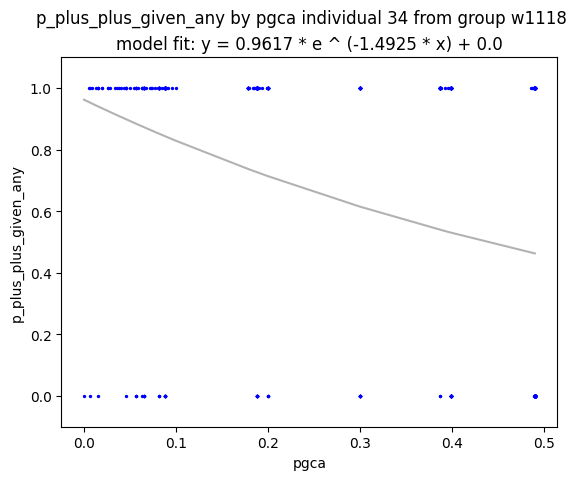 p_plus_plus_given_any by pgca individual 34 from group w1118
model fit: y = 0.9617 * e ^ (-1.4925 * x) + 0.0
1.0
0.8
0.6
0.4
0.2
0.0
p_plus_plus_given_any
0.0 0.1 0.2 0.3 0.4 0.5
pgca